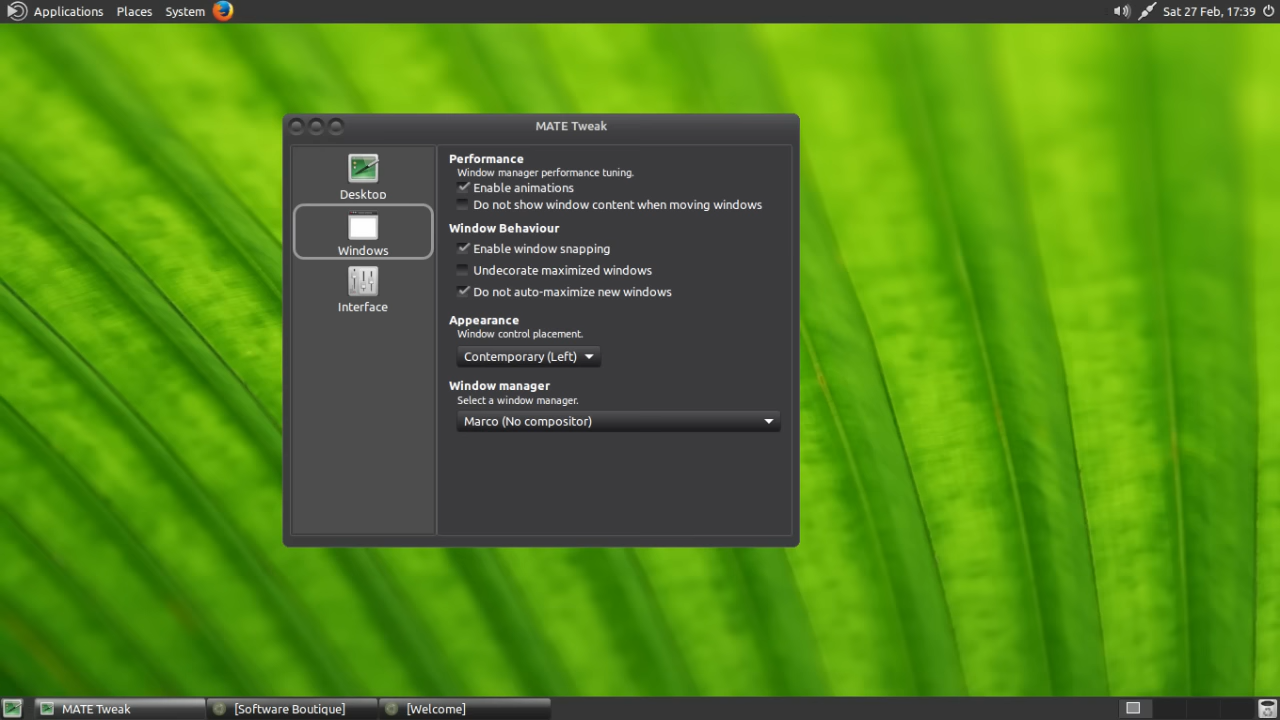 Applications Places System Sat 27 Feb, 17:39
MATE Tweak
Desktop
Windows
Interface
Performance
Window manager performance tuning.
Enable animations
Do not show window content when moving windows
Window Behaviour
Enable window snapping
Undecorate maximized windows
Do not auto-maximize new windows
Appearance
Window control placement.
Contemporary (Left)
Window manager
Select a window manager.
Marco (No compositor)
MATE Tweak [Software Boutique] [Welcome]